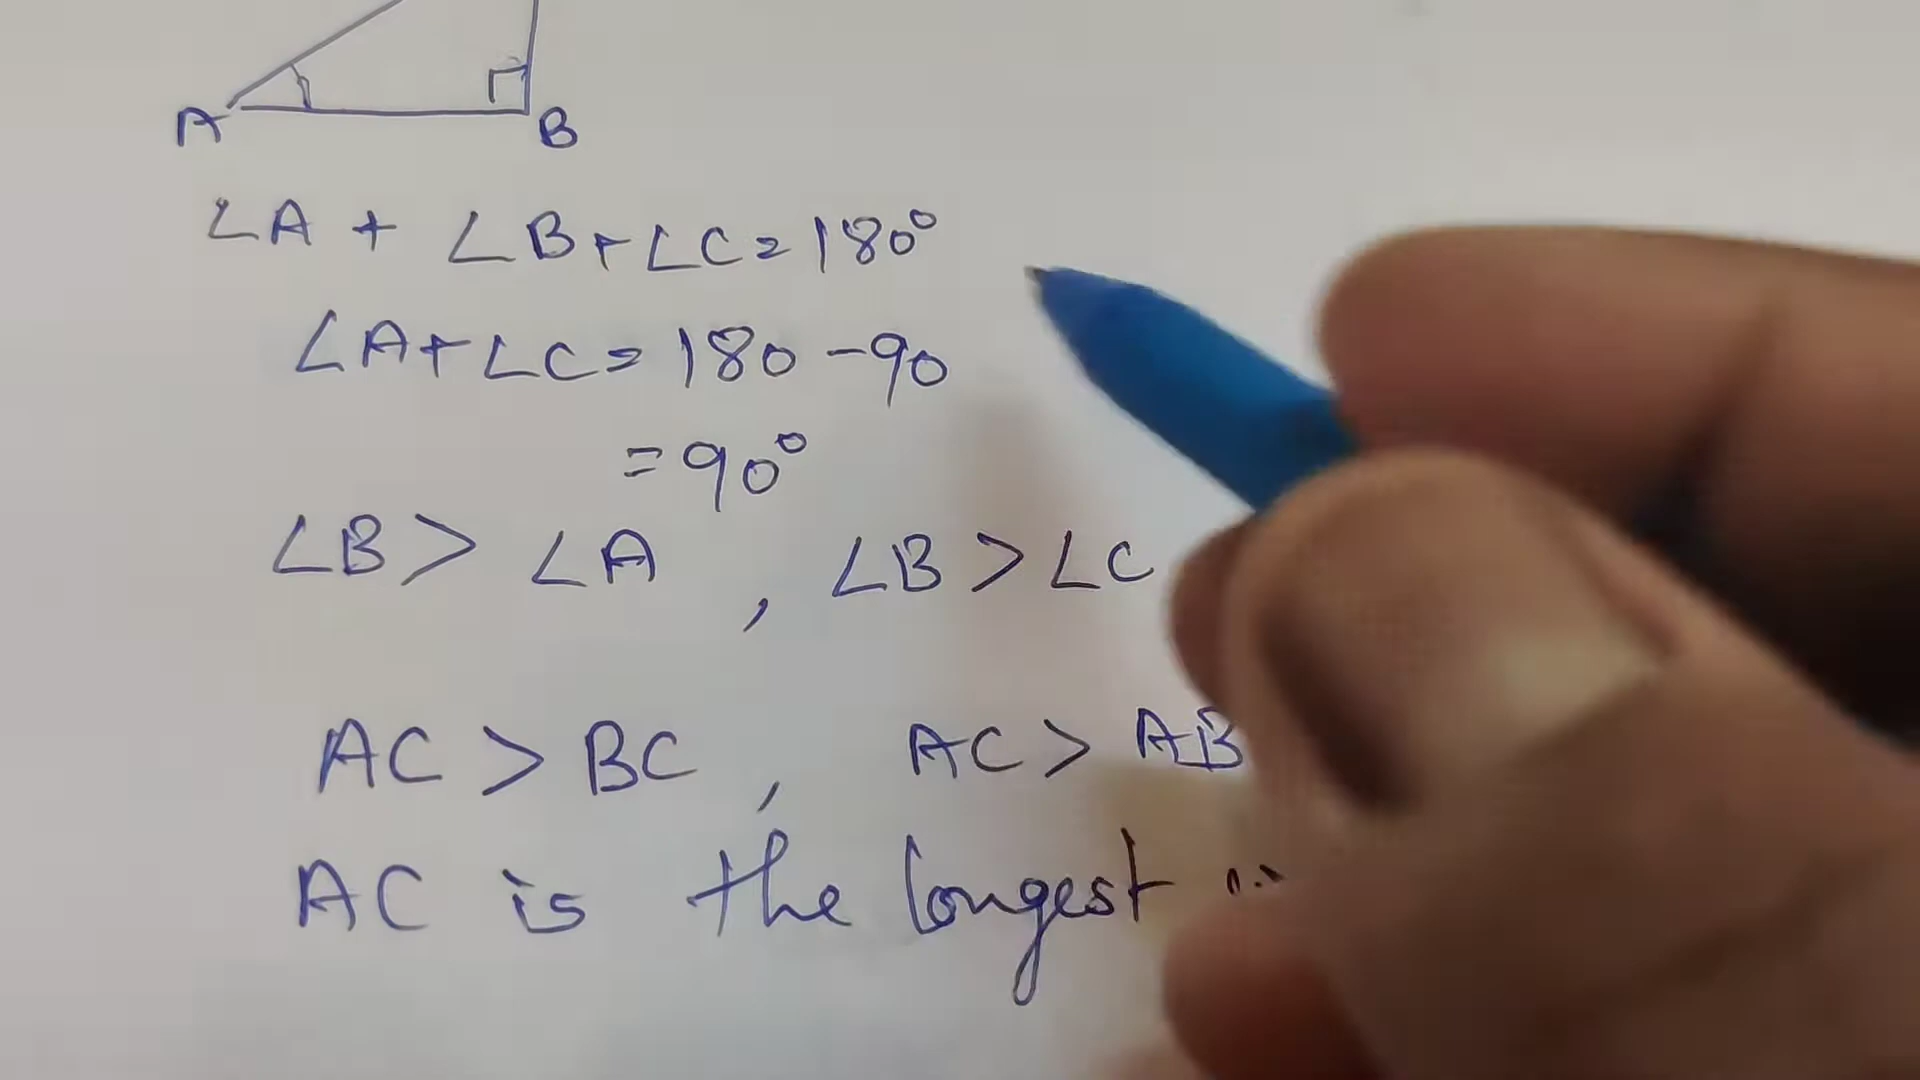 A B
∠A + ∠B + ∠C = 180°
∠A + ∠C = 180 - 90
= 90°
∠B > ∠A , ∠B > ∠C
AC > BC , AC > AB
AC is the longest